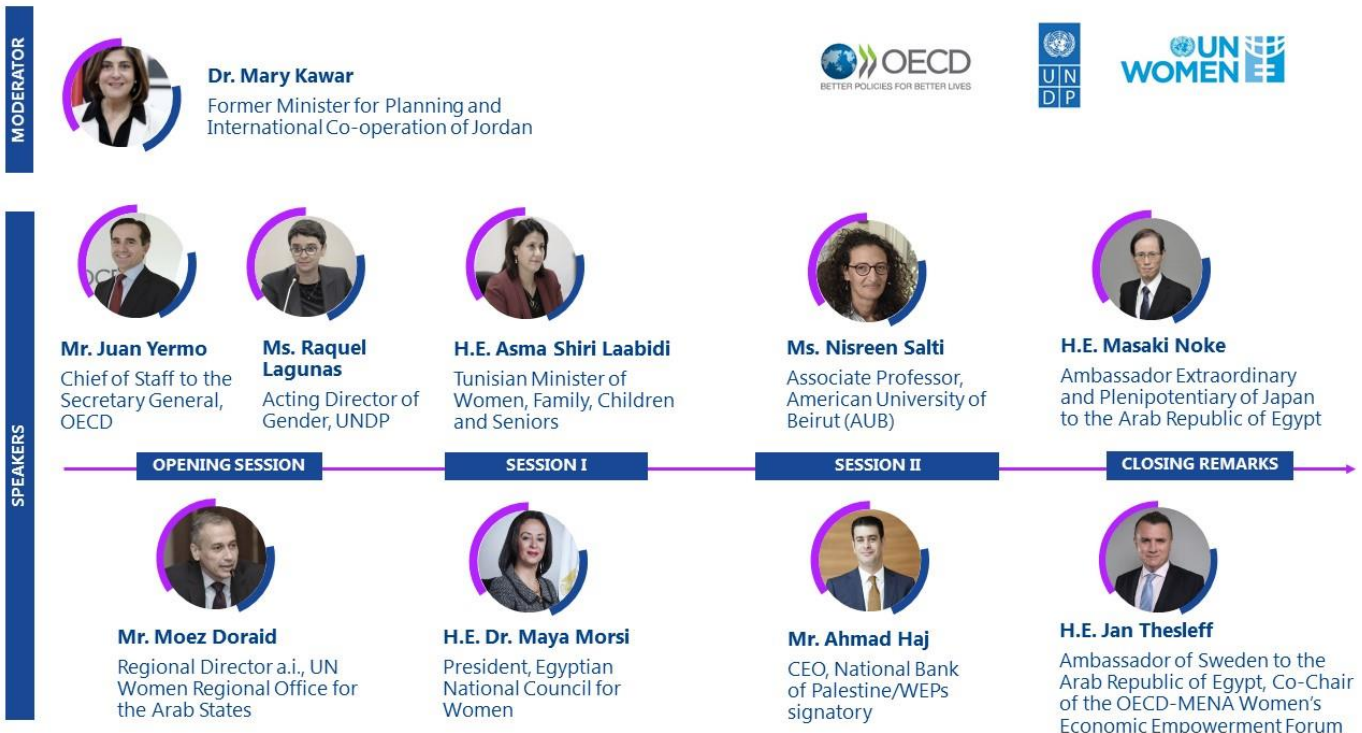 MODERATOR
Dr. Mary Kawar
Former Minister for Planning and
International Co-operation of Jordan
OECD
BETTER POLICIES FOR BETTER LIVES
U N
D P
UN
WOMEN
SPEAKERS
Mr. Juan Yermo
Chief of Staff to the
Secretary General,
OECD
Ms. Raquel
Lagunas
Acting Director of
Gender, UNDP
H.E. Asma Shiri Laabidi
Tunisian Minister of
Women, Family, Children
and Seniors
Ms. Nisreen Salti
Associate Professor,
American University of
Beirut (AUB)
H.E. Masaki Noke
Ambassador Extraordinary
and Plenipotentiary of Japan
to the Arab Republic of Egypt
OPENING SESSION
SESSION I
SESSION II
CLOSING REMARKS
Mr. Moez Doraid
Regional Director a.i., UN
Women Regional Office for
the Arab States
H.E. Dr. Maya Morsi
President, Egyptian
National Council for
Women
Mr. Ahmad Haj
CEO, National Bank
of Palestine/WEPs
signatory
H.E. Jan Thesleff
Ambassador of Sweden to the
Arab Republic of Egypt, Co-Chair
of the OECD-MENA Women's
Economic Empowerment Forum